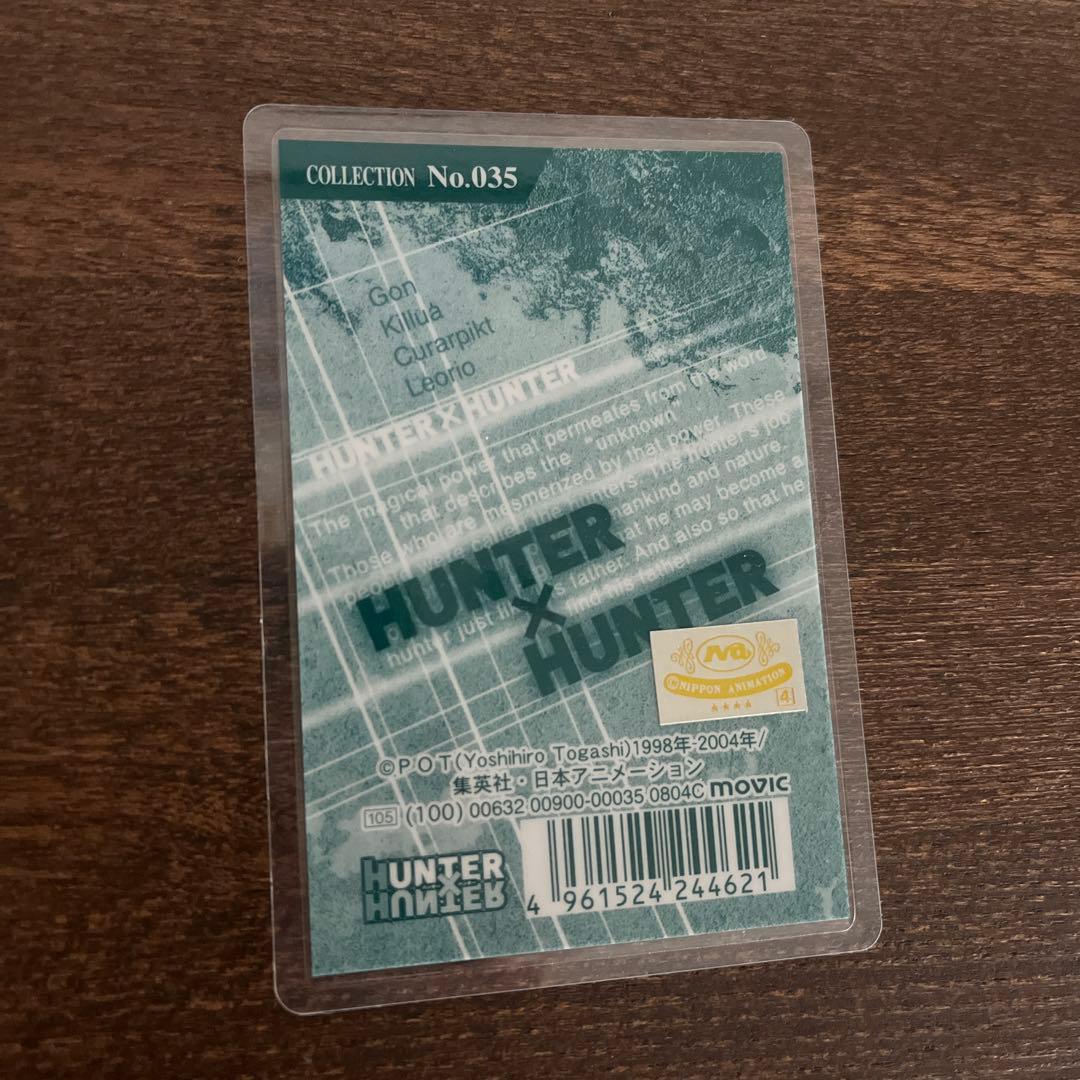 COLLECTION No.035
Gon
Killua
Curarpikt
Leorio
HUNTER X HUNTER
The magical power that permeates from the word
that describes the "unknown"
Those who are mesmerized by that power. These
people are called hunters. The hunter's job
mankind and nature.
at he may become a
hunter just like his father. And also so that he
find his father.
HUNTER
X
HUNTER
Na
©NIPPON ANIMATION
★★★★ 4
©P・O・T(Yoshihiro Togashi)1998年-2004年/
集英社・日本アニメーション
105 (100) 00632 00900-00035 0804C movic
HUNTER
X
HUNTER
4 961524 244621